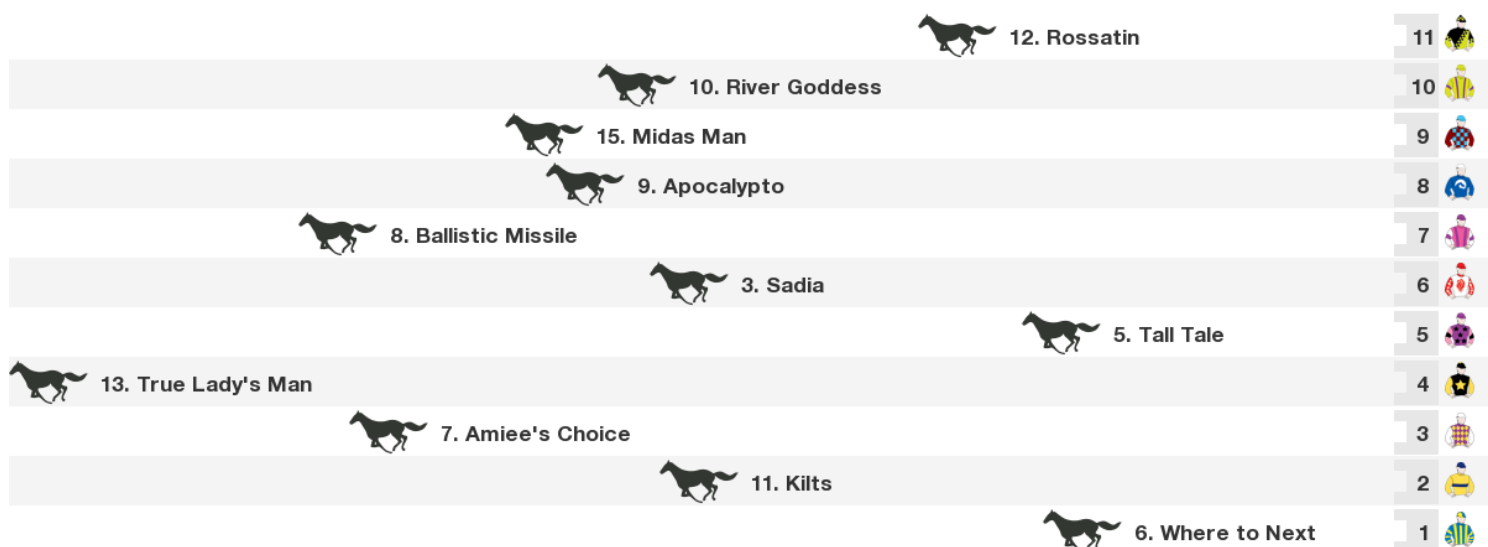 12. Rossatin 11
10. River Goddess 10
15. Midas Man 9
9. Apocalypto 8
8. Ballistic Missile 7
3. Sadia 6
5. Tall Tale 5
13. True Lady's Man 4
7. Amiee's Choice 3
11. Kilts 2
6. Where to Next 1